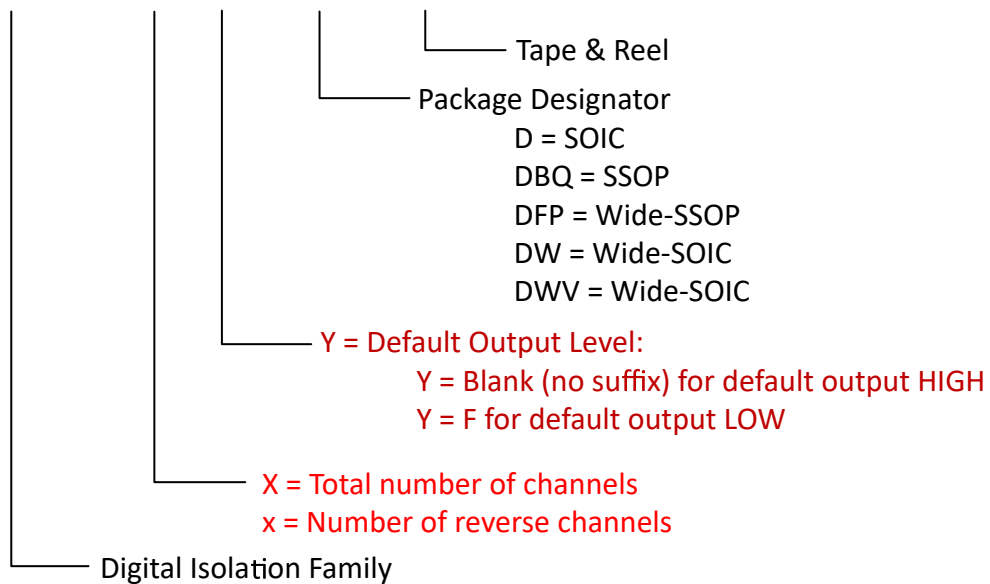 Tape & Reel
Package Designator
D = SOIC
DBQ = SSOP
DFP = Wide-SSOP
DW = Wide-SOIC
DWV = Wide-SOIC
Y = Default Output Level:
Y = Blank (no suffix) for default output HIGH
Y = F for default output LOW
X = Total number of channels
x = Number of reverse channels
Digital Isolation Family